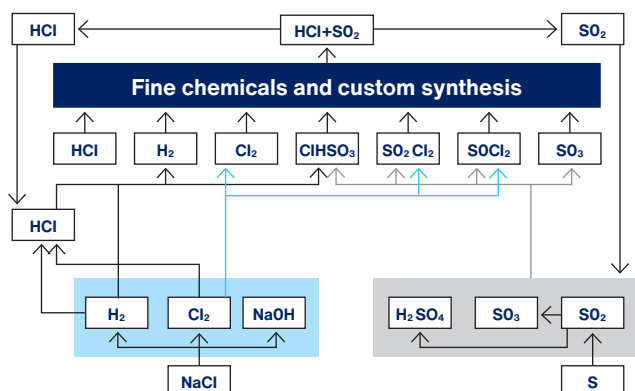 HCl
HCl+SO₂
SO₂
Fine chemicals and custom synthesis
HCl
H₂
Cl₂
ClHSO₃
SO₂Cl₂
SOCl₂
SO₃
HCl
H₂
Cl₂
NaOH
H₂SO₄
SO₃
SO₂
NaCl
S